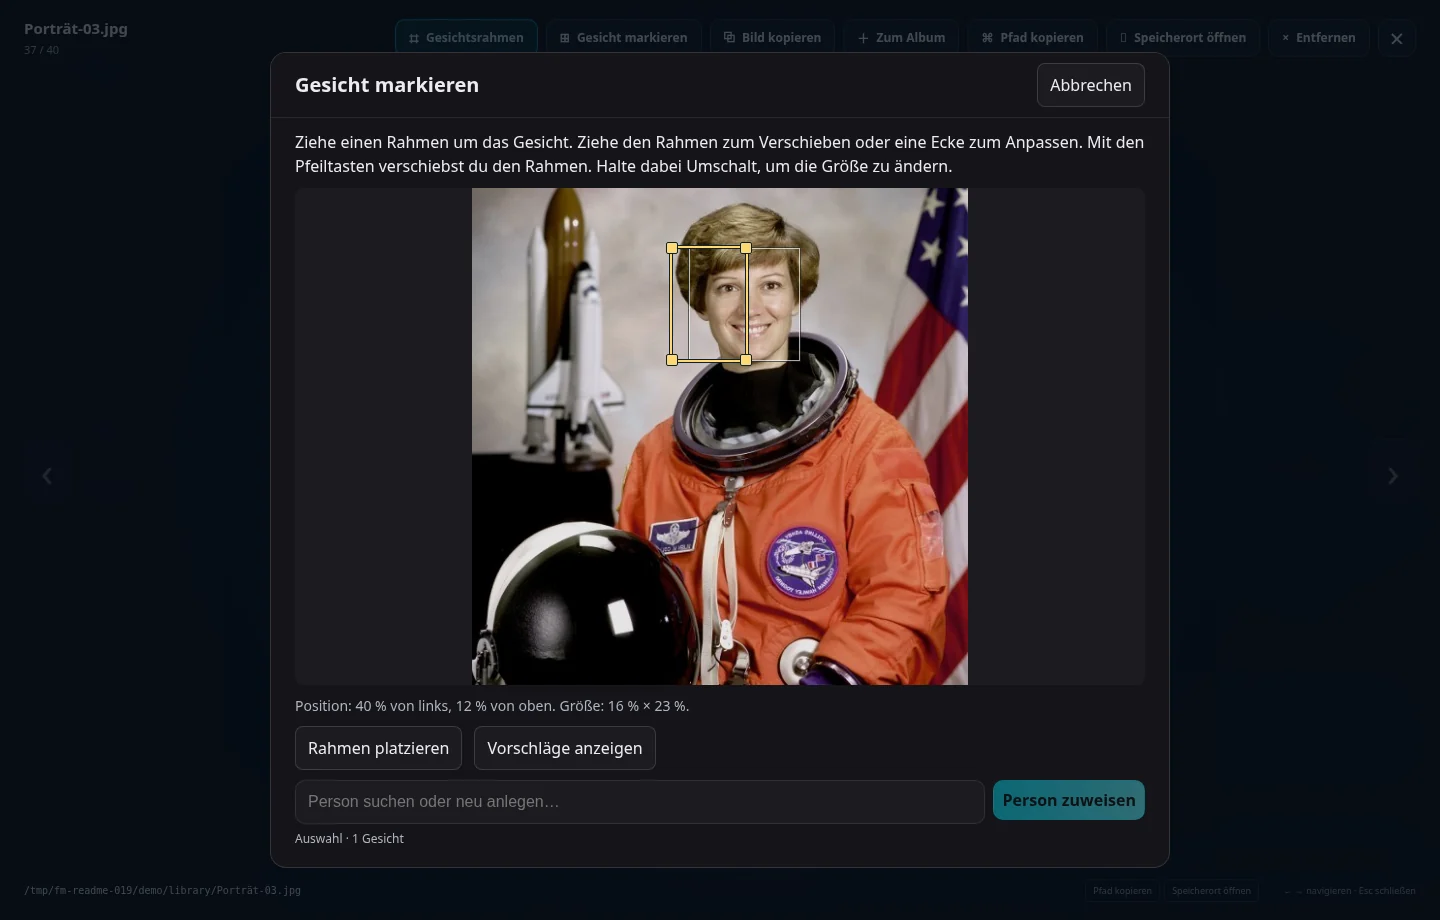 Porträt-03.jpg
37 / 40
Gesichtsrahmen
Gesicht markieren
Bild kopieren
Zum Album
Pfad kopieren
Speicherort öffnen
× Entfernen
Gesicht markieren
Abbrechen
Ziehe einen Rahmen um das Gesicht. Ziehe den Rahmen zum Verschieben oder eine Ecke zum Anpassen. Mit den
Pfeiltasten verschiebst du den Rahmen. Halte dabei Umschalt, um die Größe zu ändern.
Position: 40 % von links, 12 % von oben. Größe: 16 % × 23 %.
Rahmen platzieren
Vorschläge anzeigen
Person suchen oder neu anlegen…
Person zuweisen
Auswahl · 1 Gesicht
/tmp/fm-readme-019/demo/library/Porträt-03.jpg
Pfad kopieren
Speicherort öffnen
← → navigieren · Esc schließen